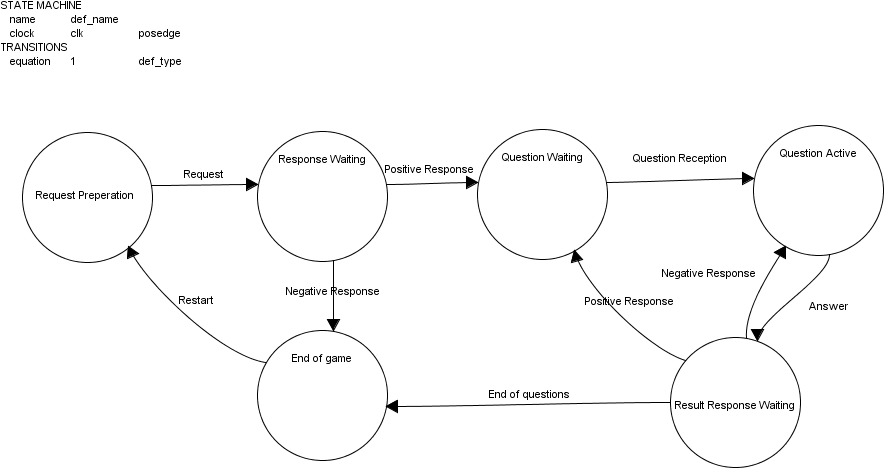 STATE MACHINE
name def_name
clock clk posedge
TRANSITIONS
equation 1 def_type
Request Preperation
Request
Response Waiting
Positive Response
Question Waiting
Question Reception
Question Active
Negative Response
Restart
End of game
Positive Response
Negative Response
Answer
End of questions
Result Response Waiting